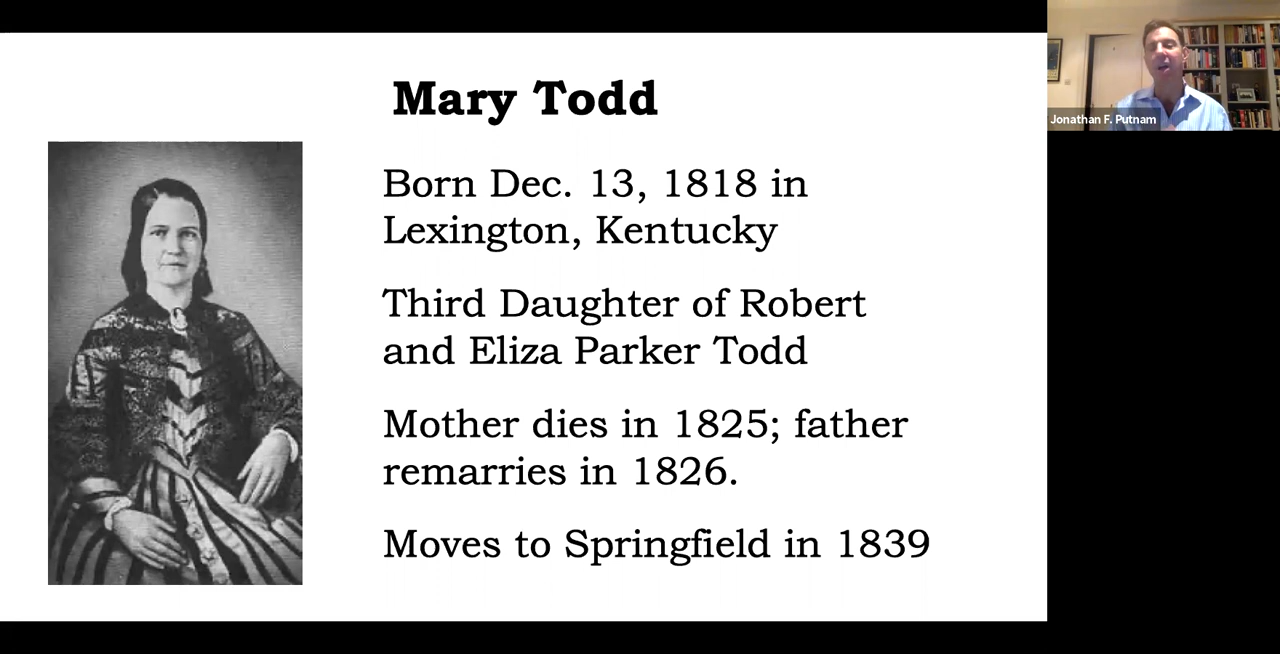 Mary Todd
Born Dec. 13, 1818 in
Lexington, Kentucky
Third Daughter of Robert
and Eliza Parker Todd
Mother dies in 1825; father
remarries in 1826.
Moves to Springfield in 1839
Jonathan F. Putnam